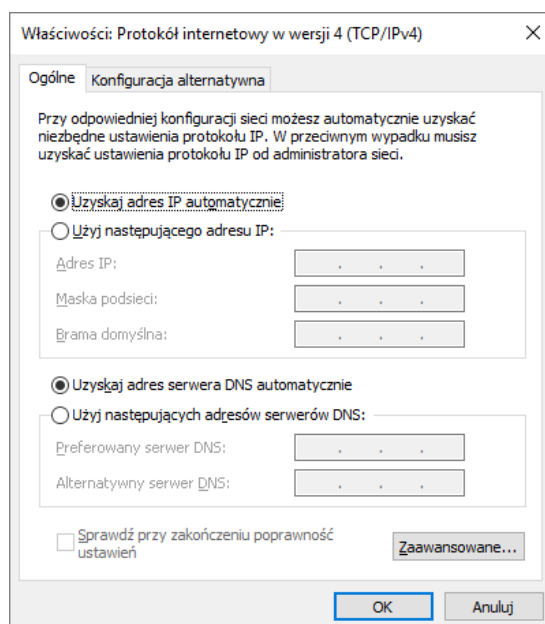 Właściwości: Protokół internetowy w wersji 4 (TCP/IPv4)
Ogólne
Konfiguracja alternatywna
Przy odpowiedniej konfiguracji sieci możesz automatycznie uzyskać
niezbędne ustawienia protokołu IP. W przeciwnym wypadku musisz
uzyskać ustawienia protokołu IP od administratora sieci.
Uzyskaj adres IP automatycznie
Użyj następującego adresu IP:
Adres IP:
Maska podsieci:
Brama domyślna:
Uzyskaj adres serwera DNS automatycznie
Użyj następujących adresów serwerów DNS:
Preferowany serwer DNS:
Alternatywny serwer DNS:
Sprawdź przy zakończeniu poprawność
ustawień
Zaawansowane...
OK
Anuluj